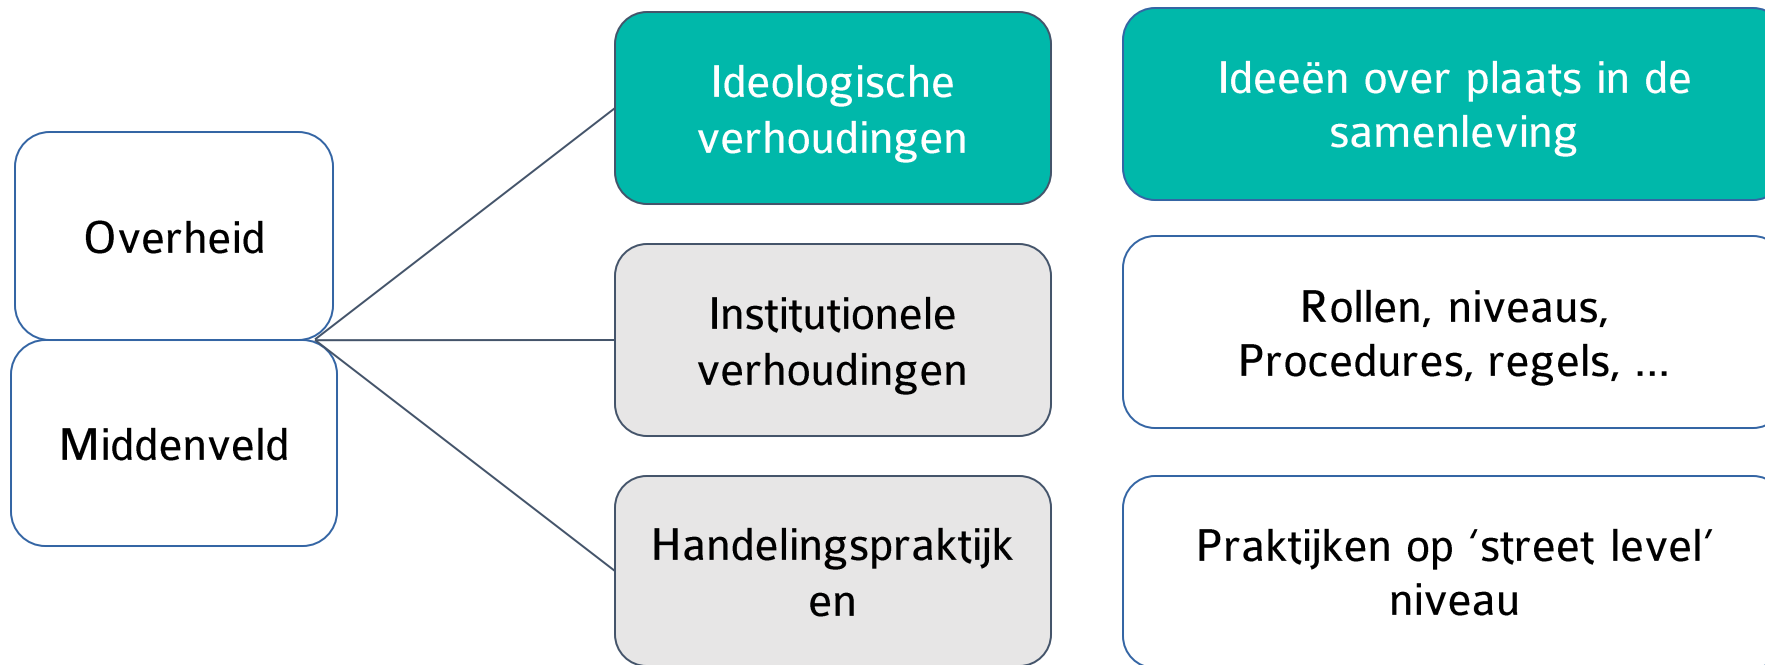 Overheid
Middenveld
Ideologische
verhoudingen
Ideeën over plaats in de
samenleving
Institutionele
verhoudingen
Rollen, niveaus,
Procedures, regels, ...
Handelingspraktijk
en
Praktijken op ‘street level’
niveau